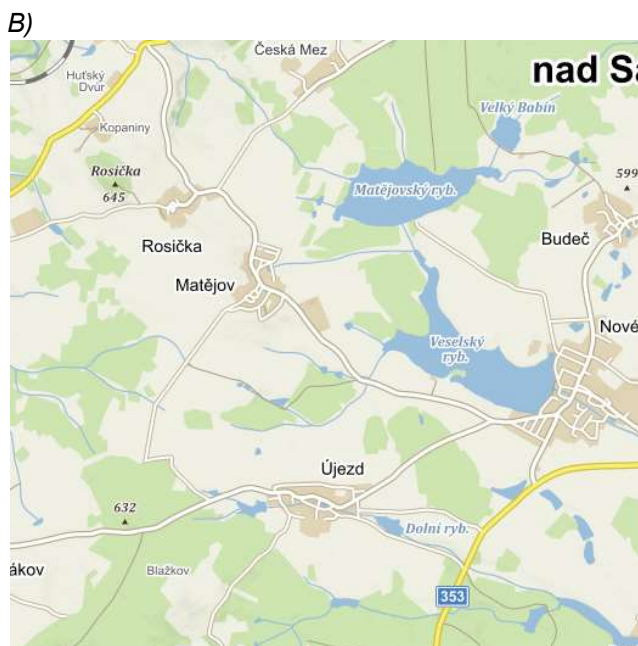 B)
Česká Mez
nad Sá
Huťský
Dvůr
Velký Babín
Kopaniny
Rosička
645
Matějovský ryb.
599
Budeč
Rosička
Matějov
Nové
Veselský
ryb.
Újezd
632
Dolní ryb.
ákov
Blažkov
353